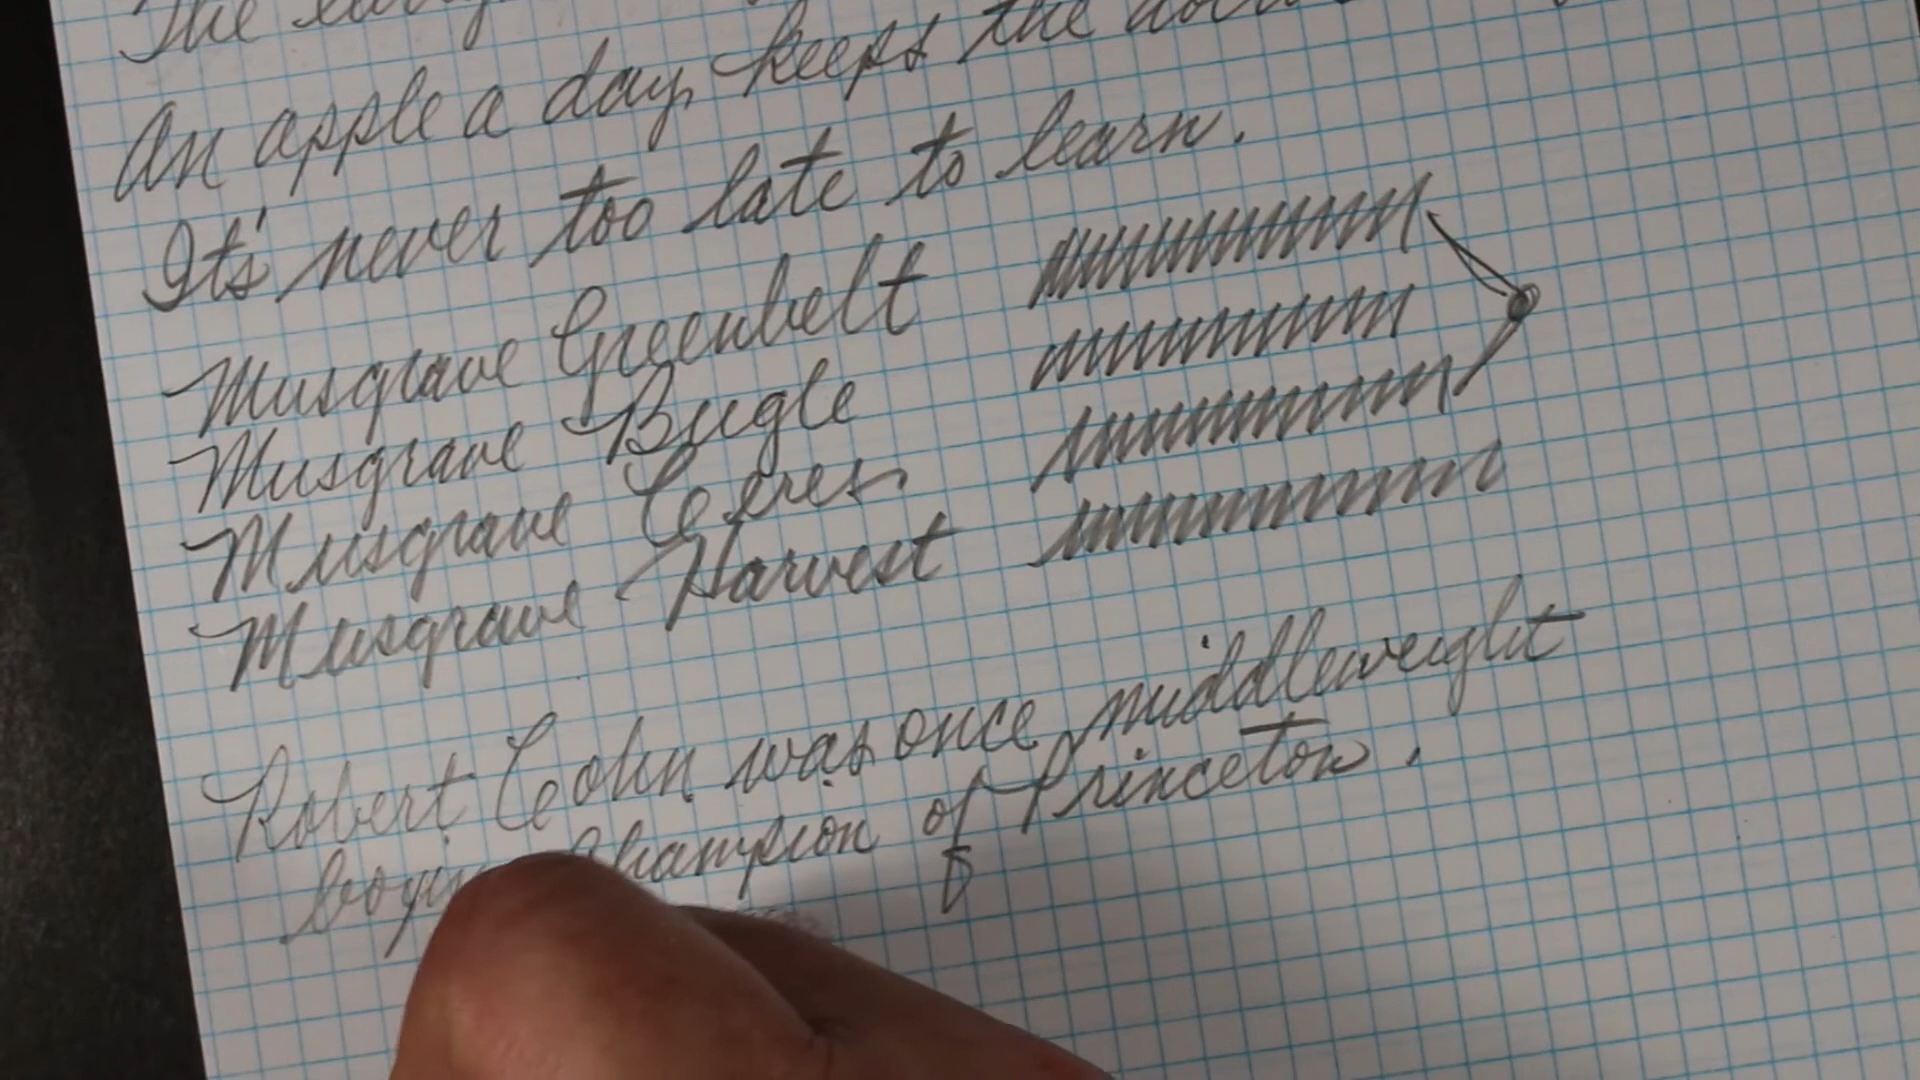 The
An apple a day keeps the
It's never too late to learn.
Musgrave Greenbelt
Musgrave Bugle
Musgrave Ceres
Musgrave Harvest
Robert Cohn was once middleweight
champion of Princeton.